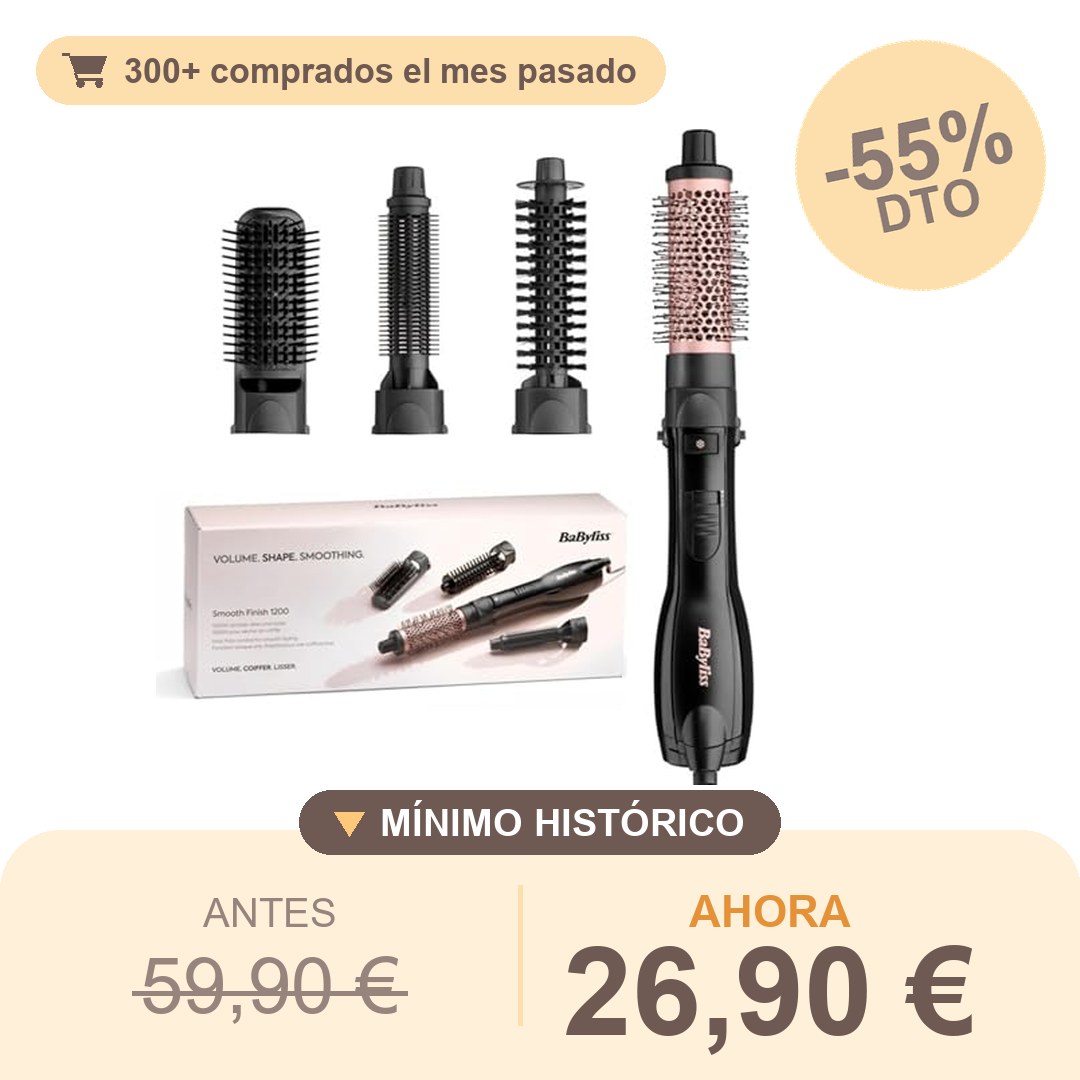 300+ comprados el mes pasado
-55%
DTO
BaByliss
VOLUME. SHAPE. SMOOTHING.
BaByliss
Smooth Finish 1200
VOLUME. COIFFER. LISSER.
BaByliss
MÍNIMO HISTÓRICO
ANTES
59,90 €
AHORA
26,90 €